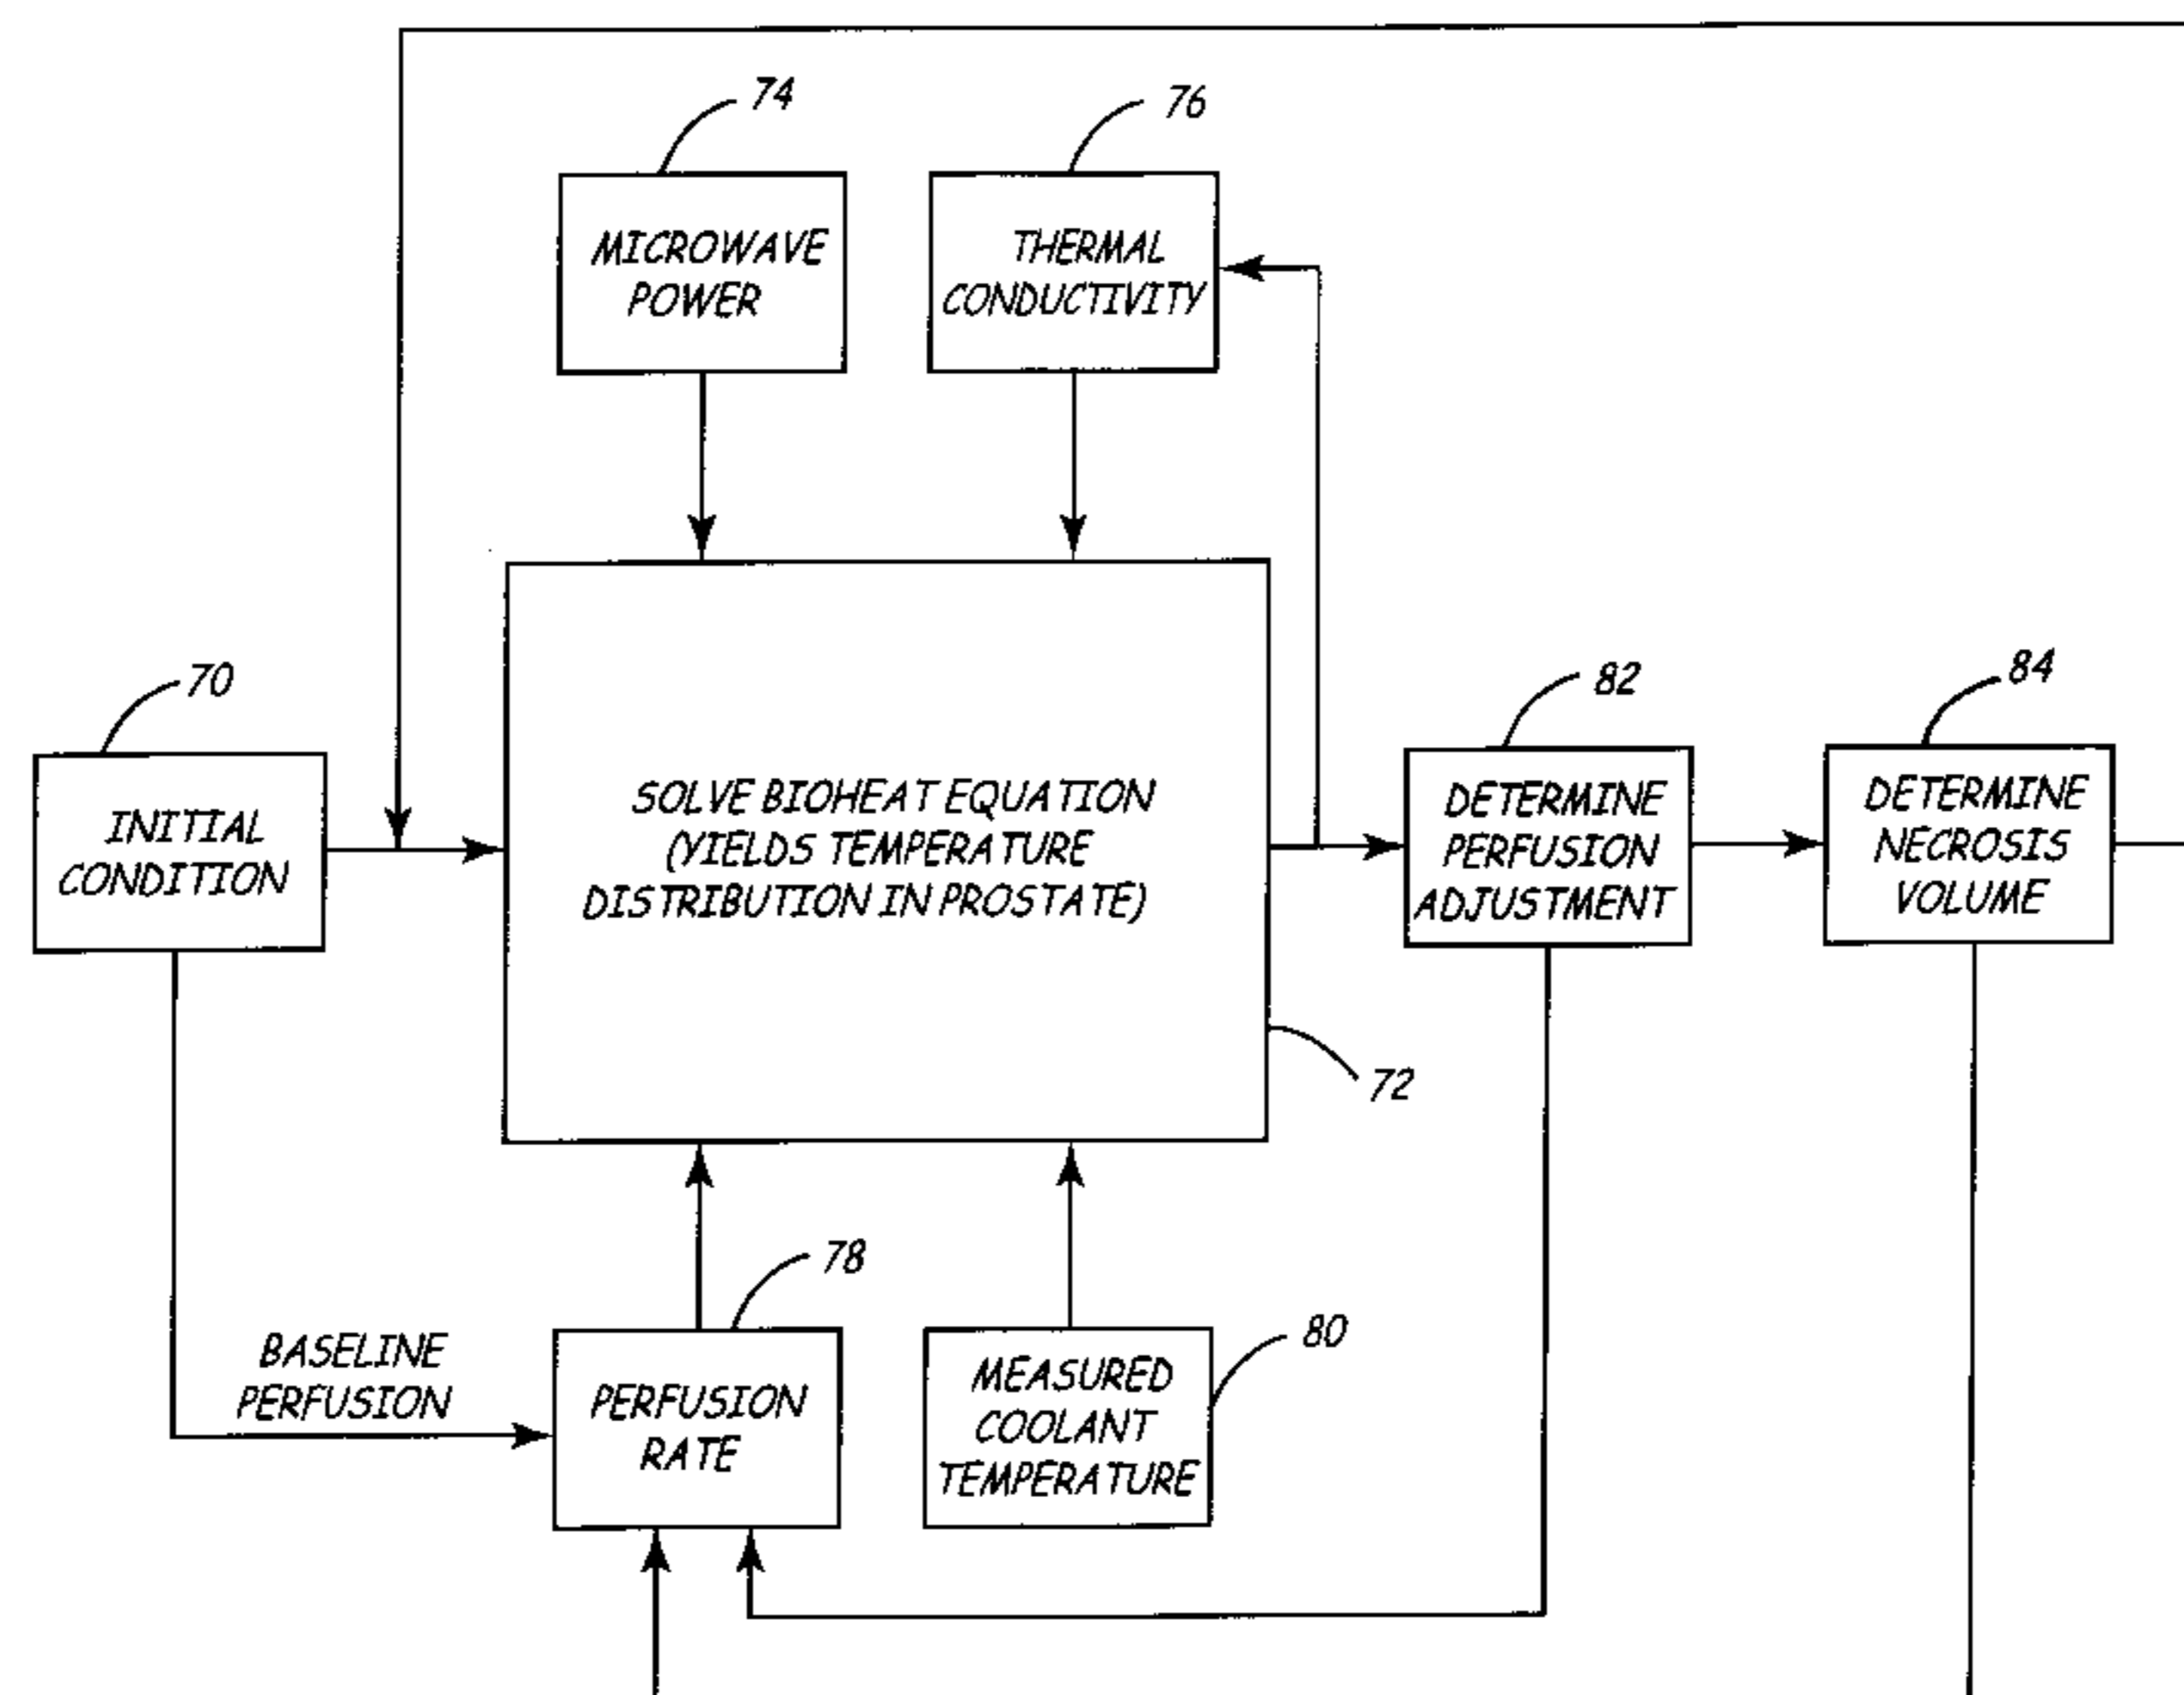 74
76
MICROWAVE
POWER
THERMAL
CONDUCTIVITY
70
82
84
INITIAL
CONDITION
SOLVE BIOHEAT EQUATION
(YIELDS TEMPERATURE
DISTRIBUTION IN PROSTATE)
DETERMINE
PERFUSION
ADJUSTMENT
DETERMINE
NECROSIS
VOLUME
72
78
80
BASELINE
PERFUSION
PERFUSION
RATE
MEASURED
COOLANT
TEMPERATURE